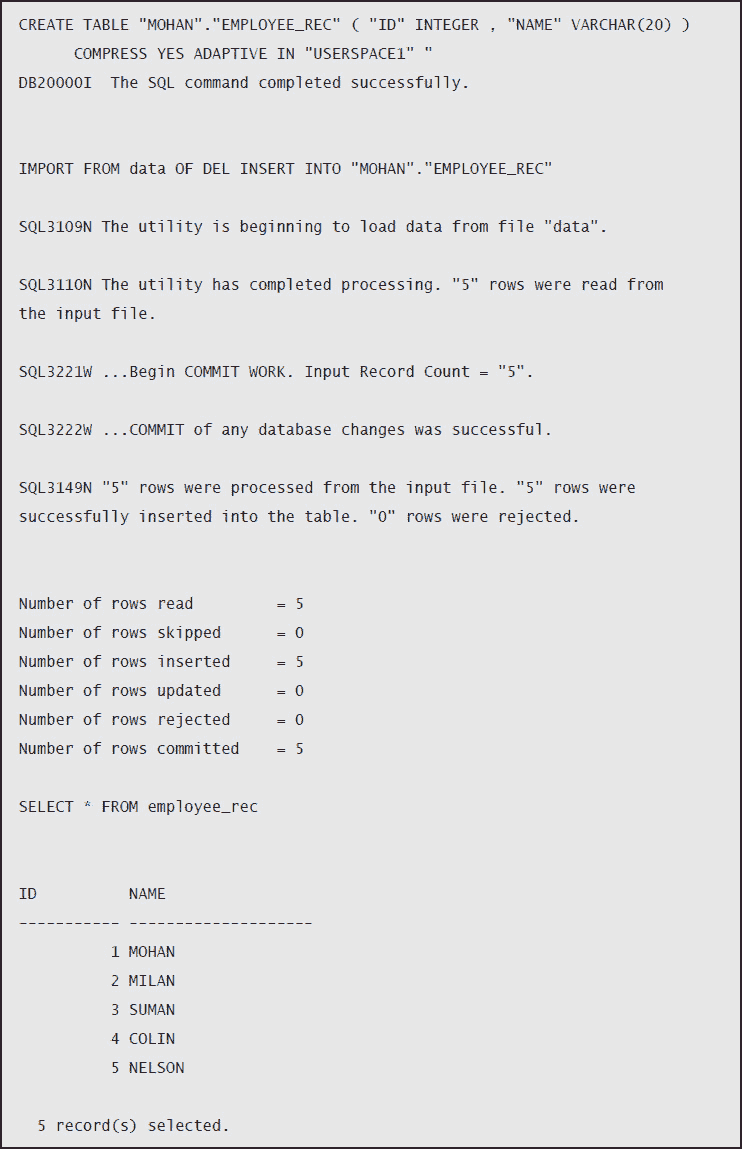 CREATE TABLE "MOHAN"."EMPLOYEE_REC" ( "ID" INTEGER , "NAME" VARCHAR(20) )
COMPRESS YES ADAPTIVE IN "USERSPACE1" "
DB20000I  The SQL command completed successfully.
IMPORT FROM data OF DEL INSERT INTO "MOHAN"."EMPLOYEE_REC"
SQL3109N The utility is beginning to load data from file "data".
SQL3110N The utility has completed processing. "5" rows were read from
the input file.
SQL3221W ...Begin COMMIT WORK. Input Record Count = "5".
SQL3222W ...COMMIT of any database changes was successful.
SQL3149N "5" rows were processed from the input file. "5" rows were
successfully inserted into the table. "0" rows were rejected.
Number of rows read         = 5
Number of rows skipped      = 0
Number of rows inserted     = 5
Number of rows updated      = 0
Number of rows rejected     = 0
Number of rows committed    = 5
SELECT * FROM employee_rec
ID          NAME
----------- --------------------
1 MOHAN
2 MILAN
3 SUMAN
4 COLIN
5 NELSON
5 record(s) selected.